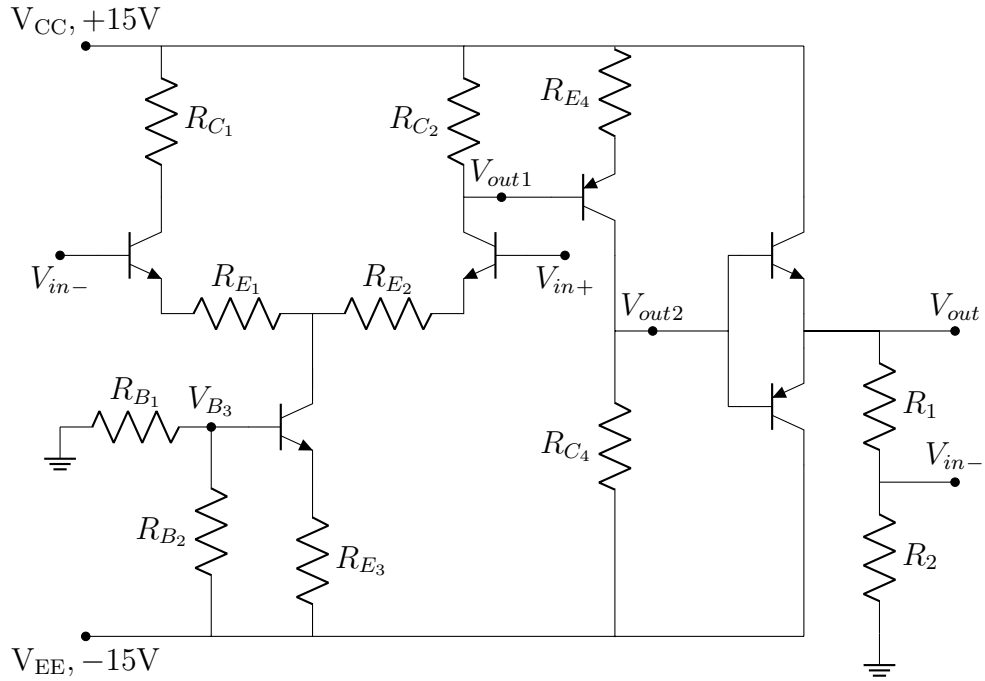 V_CC, +15V
R_C1
R_C2
R_E4
V_out1
V_in−
R_E1
R_E2
V_in+
V_out2
V_out
R_B1
V_B3
R_1
R_C4
V_in−
R_B2
R_E3
R_2
V_EE, −15V